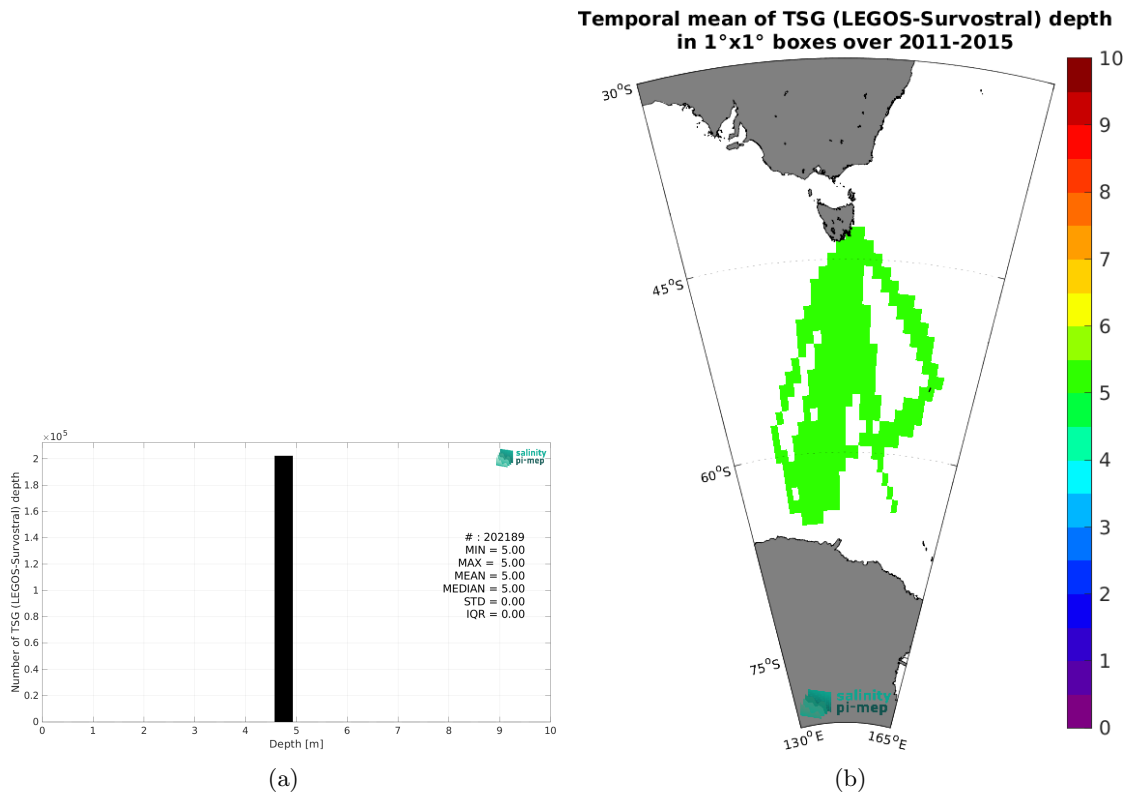 ×10⁵
2
1.8
1.6
1.4
1.2
1
0.8
0.6
0.4
0.2
0
Number of TSG (LEGOS-Survostral) depth
salinity
pi-mep
# : 202189
MIN = 5.00
MAX = 5.00
MEAN = 5.00
MEDIAN = 5.00
STD = 0.00
IQR = 0.00
0 1 2 3 4 5 6 7 8 9 10
Depth [m]
(a)
Temporal mean of TSG (LEGOS-Survostral) depth
in 1°x1° boxes over 2011-2015
30°S
45°S
60°S
75°S
130°E
165°E
salinity
pi-mep
10
9
8
7
6
5
4
3
2
1
0
(b)